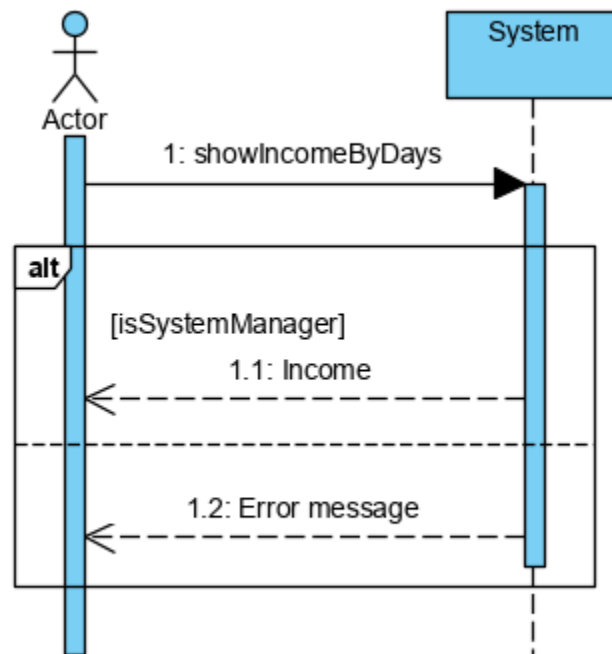 System
Actor
1: showIncomeByDays
alt
[isSystemManager]
1.1: Income
1.2: Error message